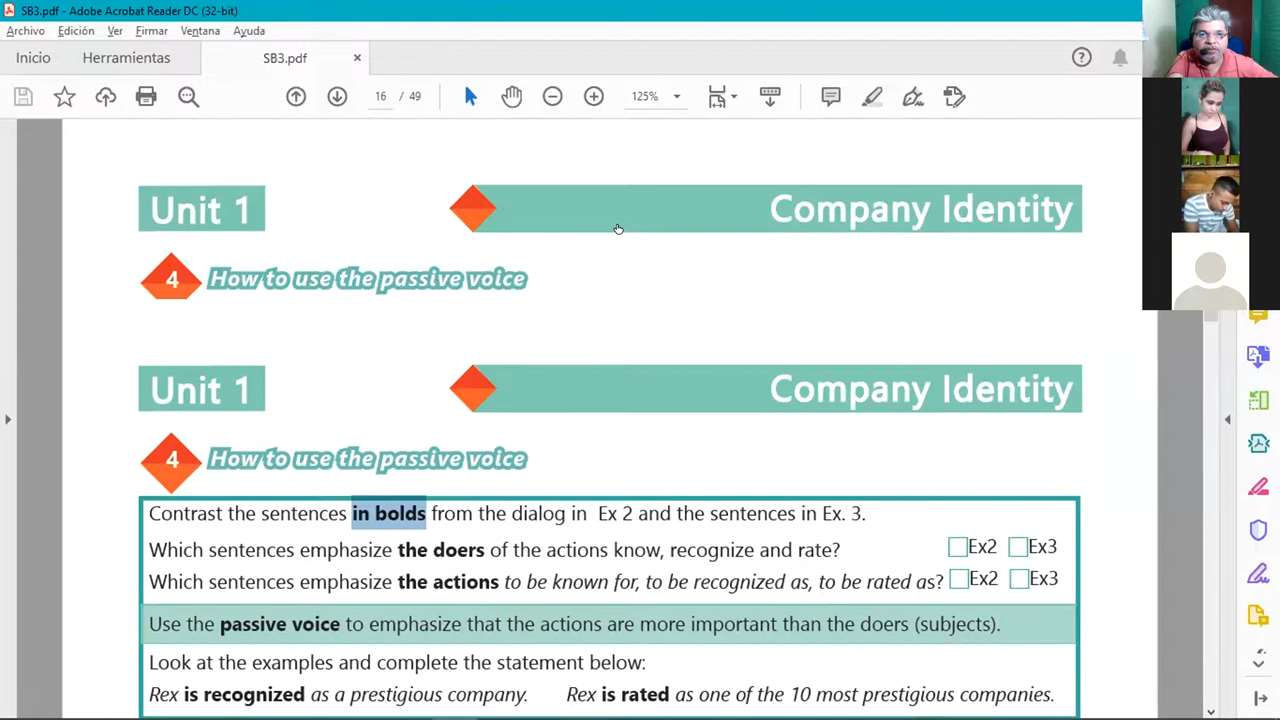 SB3.pdf - Adobe Acrobat Reader DC (32-bit)
Archivo Edición Ver Firmar Ventana Ayuda
Inicio Herramientas SB3.pdf ×
16 / 49 125%
Unit 1 Company Identity
4 How to use the passive voice
Unit 1 Company Identity
4 How to use the passive voice
Contrast the sentences in bolds from the dialog in Ex 2 and the sentences in Ex. 3.
Which sentences emphasize the doers of the actions know, recognize and rate? Ex2 Ex3
Which sentences emphasize the actions to be known for, to be recognized as, to be rated as? Ex2 Ex3
Use the passive voice to emphasize that the actions are more important than the doers (subjects).
Look at the examples and complete the statement below:
Rex is recognized as a prestigious company. Rex is rated as one of the 10 most prestigious companies.